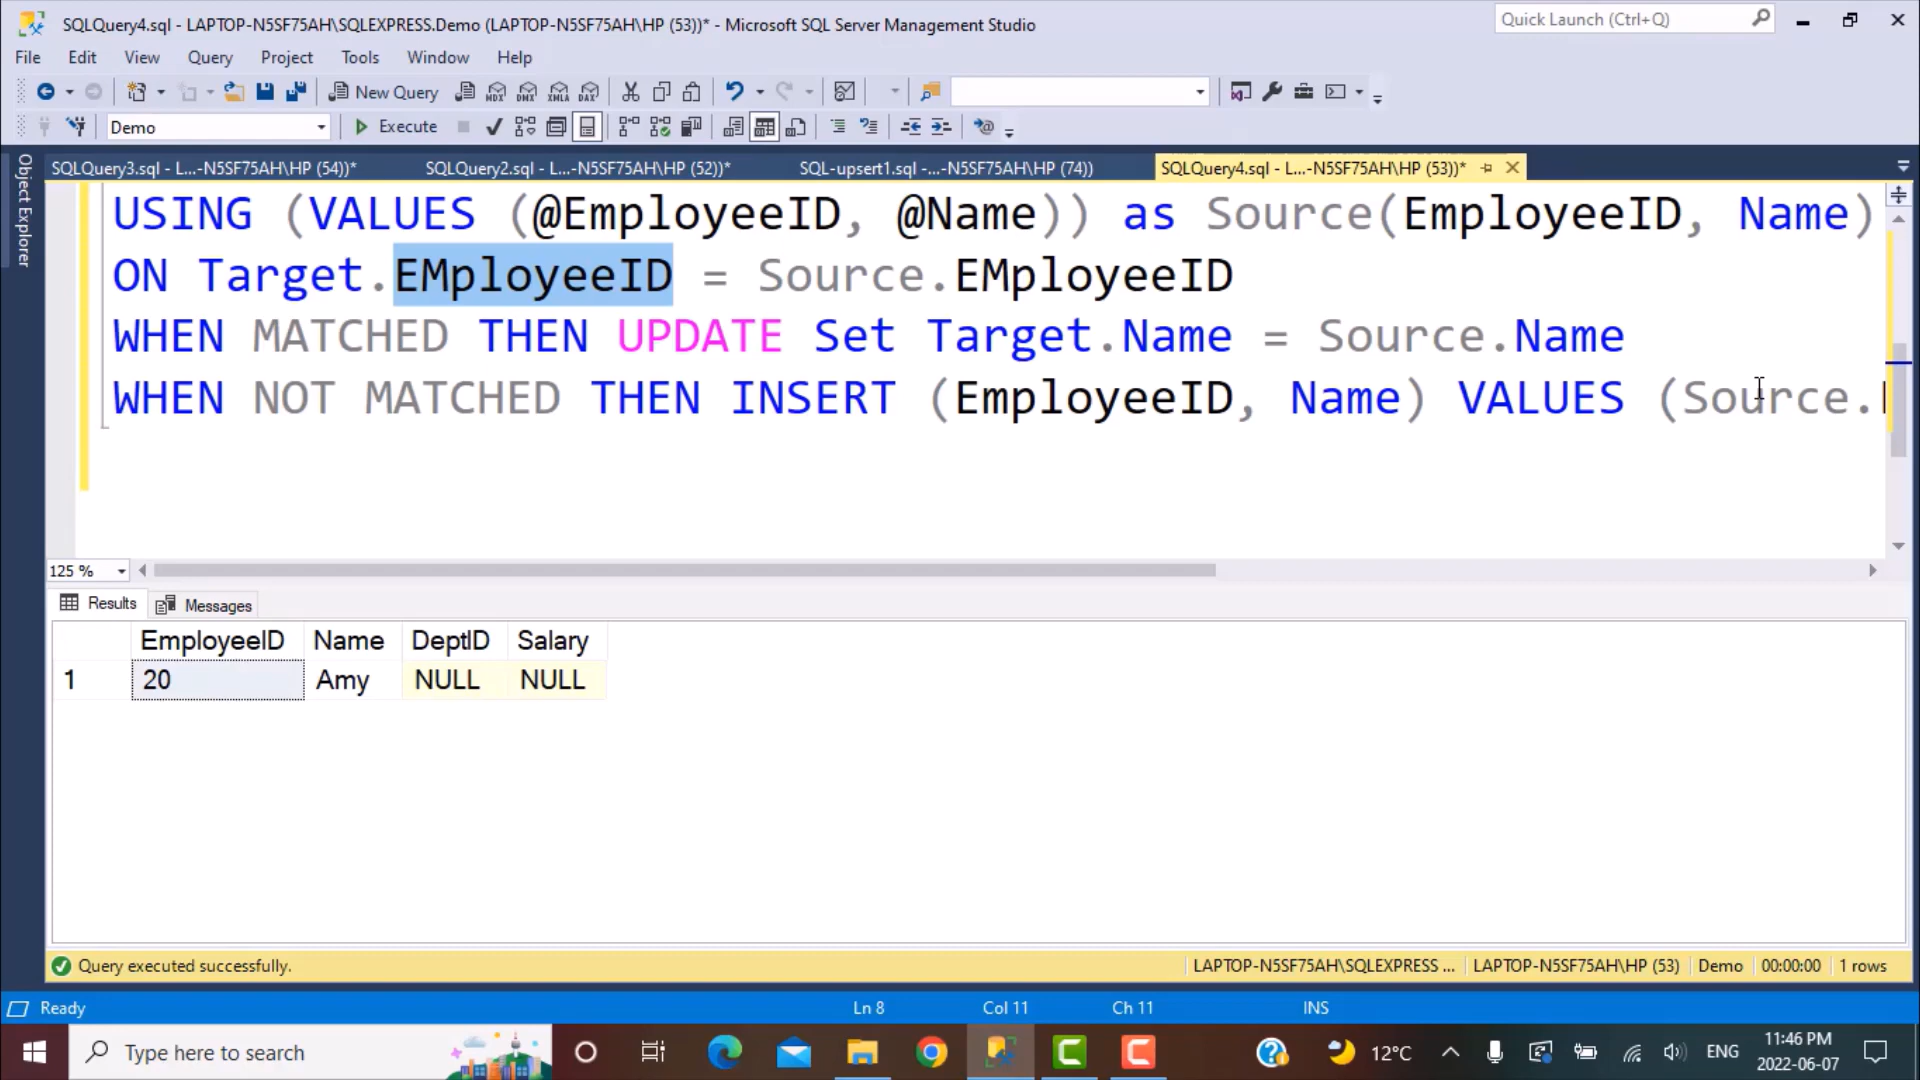 SQLQuery4.sql - LAPTOP-N5SF75AH\SQLEXPRESS.Demo (LAPTOP-N5SF75AH\HP (53))* - Microsoft SQL Server Management Studio
Quick Launch (Ctrl+Q)
File Edit View Query Project Tools Window Help
New Query MDX DMX XMLA DAX
Demo Execute
SQLQuery3.sql - L...-N5SF75AH\HP (54))* SQLQuery2.sql - L...-N5SF75AH\HP (52))* SQL-upsert1.sql -...-N5SF75AH\HP (74)) SQLQuery4.sql - L...-N5SF75AH\HP (53))*
Object Explorer
USING (VALUES (@EmployeeID, @Name)) as Source(EmployeeID, Name)
ON Target.EMployeeID = Source.EMployeeID
WHEN MATCHED THEN UPDATE Set Target.Name = Source.Name
WHEN NOT MATCHED THEN INSERT (EmployeeID, Name) VALUES (Source.
125 %
Results Messages
EmployeeID Name DeptID Salary
1 20 Amy NULL NULL
Query executed successfully. LAPTOP-N5SF75AH\SQLEXPRESS ... LAPTOP-N5SF75AH\HP (53) Demo 00:00:00 1 rows
Ready Ln 8 Col 11 Ch 11 INS
Type here to search 12°C ENG 11:46 PM
2022-06-07